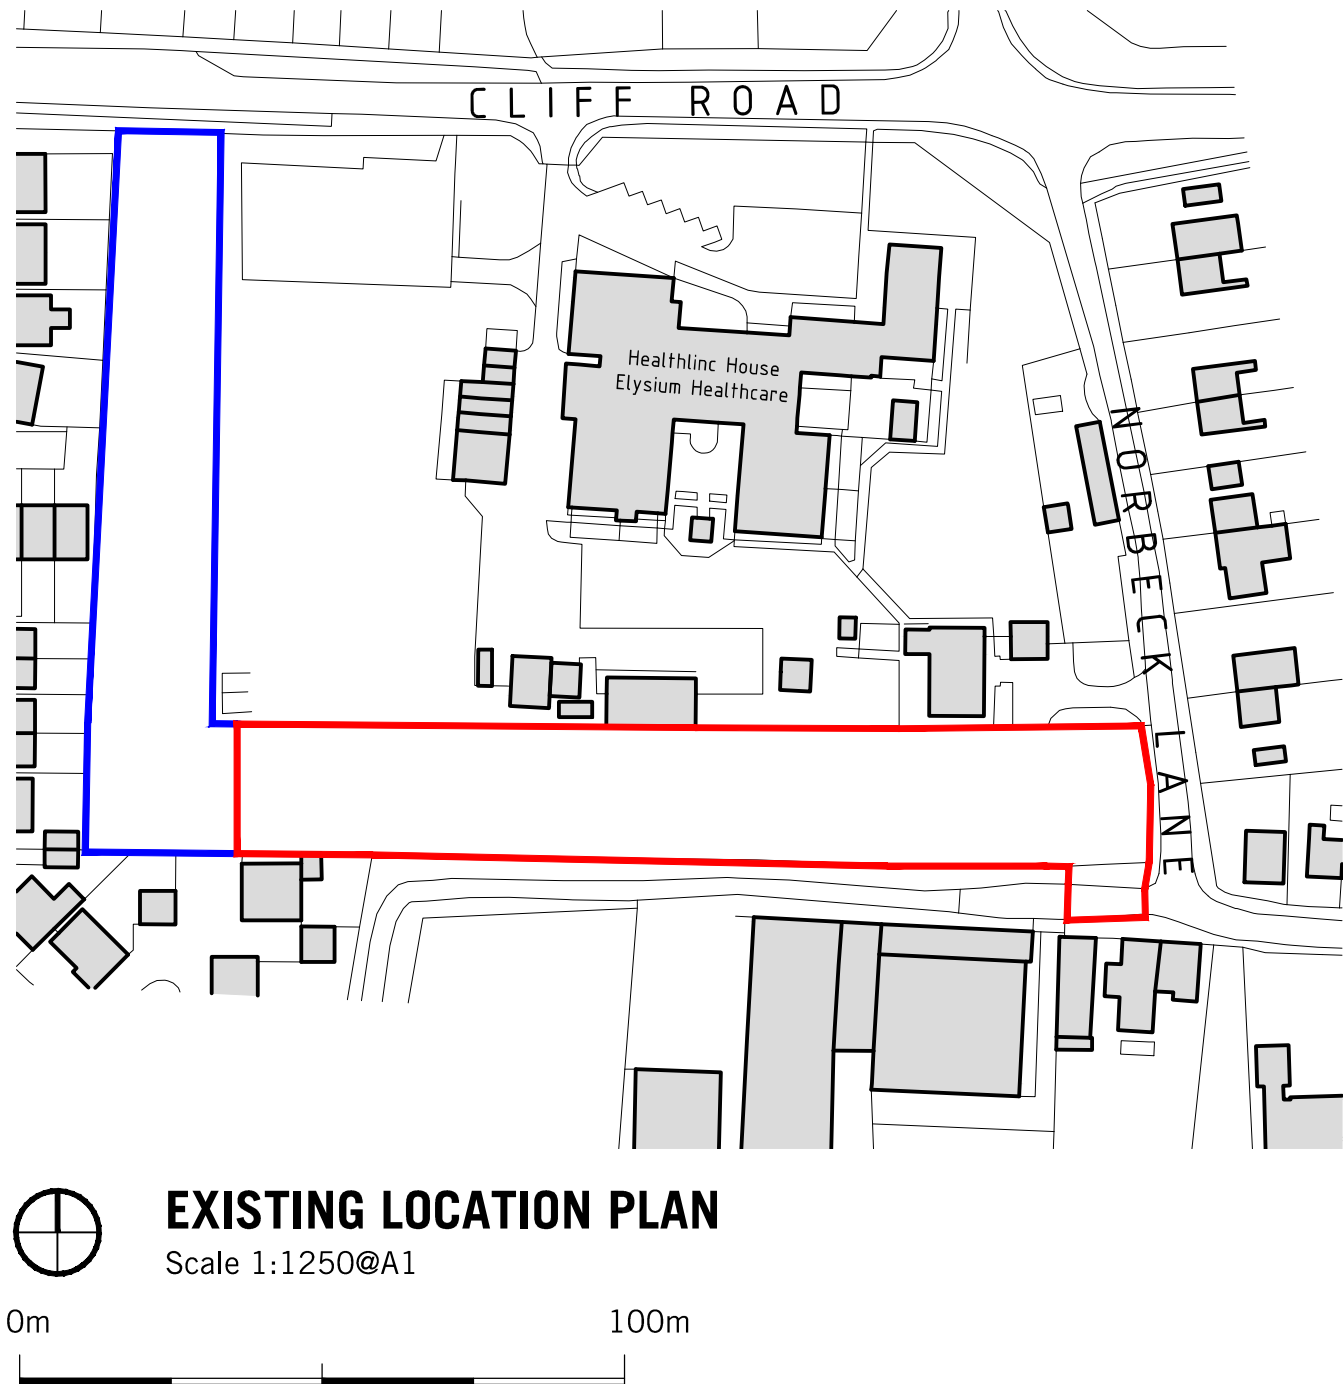 CLIFF ROAD
Healthlinc House
Elysium Healthcare
NORBECK LANE
EXISTING LOCATION PLAN
Scale 1:1250@A1
0m 100m